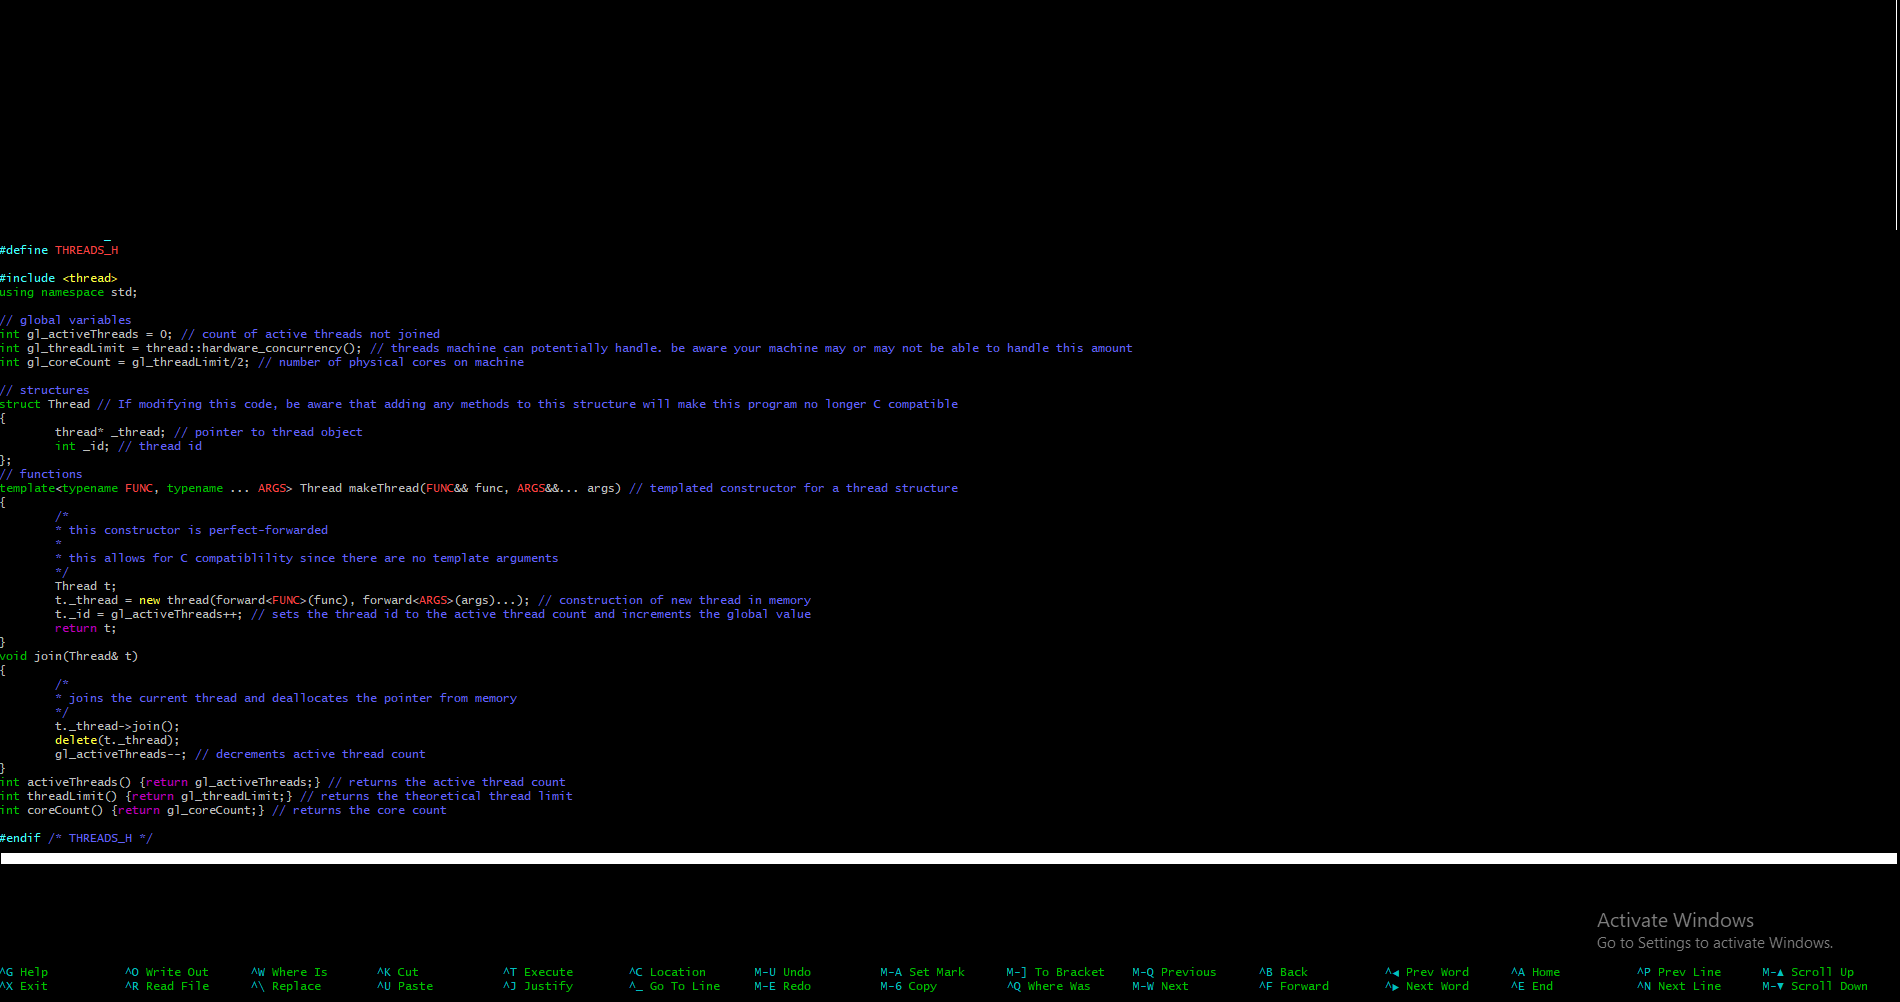 #define THREADS_H
#include <thread>
using namespace std;
// global variables
int gl_activeThreads = 0; // count of active threads not joined
int gl_threadLimit = thread::hardware_concurrency(); // threads machine can potentially handle. be aware your machine may or may not be able to handle this amount
int gl_coreCount = gl_threadLimit/2; // number of physical cores on machine
// structures
struct Thread // If modifying this code, be aware that adding any methods to this structure will make this program no longer C compatible
{
thread* _thread; // pointer to thread object
int _id; // thread id
};
// functions
template<typename FUNC, typename ... ARGS> Thread makeThread(FUNC&& func, ARGS&&... args) // templated constructor for a thread structure
{
/*
* this constructor is perfect-forwarded
*
* this allows for C compatiblility since there are no template arguments
*/
Thread t;
t._thread = new thread(forward<FUNC>(func), forward<ARGS>(args)...); // construction of new thread in memory
t._id = gl_activeThreads++; // sets the thread id to the active thread count and increments the global value
return t;
}
void join(Thread& t)
{
/*
* joins the current thread and deallocates the pointer from memory
*/
t._thread->join();
delete(t._thread);
gl_activeThreads--; // decrements active thread count
}
int activeThreads() {return gl_activeThreads;} // returns the active thread count
int threadLimit() {return gl_threadLimit;} // returns the theoretical thread limit
int coreCount() {return gl_coreCount;} // returns the core count
#endif /* THREADS_H */
Activate Windows
Go to Settings to activate Windows.
^G Help ^O Write Out ^W Where Is ^K Cut ^T Execute ^C Location M-U Undo M-A Set Mark M-] To Bracket M-Q Previous ^B Back ^◀ Prev Word ^A Home ^P Prev Line M-▲ Scroll Up
^X Exit ^R Read File ^\ Replace ^U Paste ^J Justify ^_ Go To Line M-E Redo M-6 Copy ^Q Where Was M-W Next ^F Forward ^▶ Next Word ^E End ^N Next Line M-▼ Scroll Down